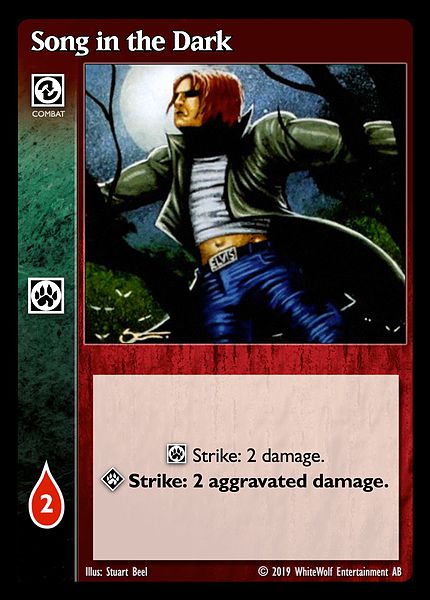 Song in the Dark
COMBAT
ELVIS
Strike: 2 damage.
Strike: 2 aggravated damage.
2
Illus: Stuart Beel
© 2019 WhiteWolf Entertainment AB